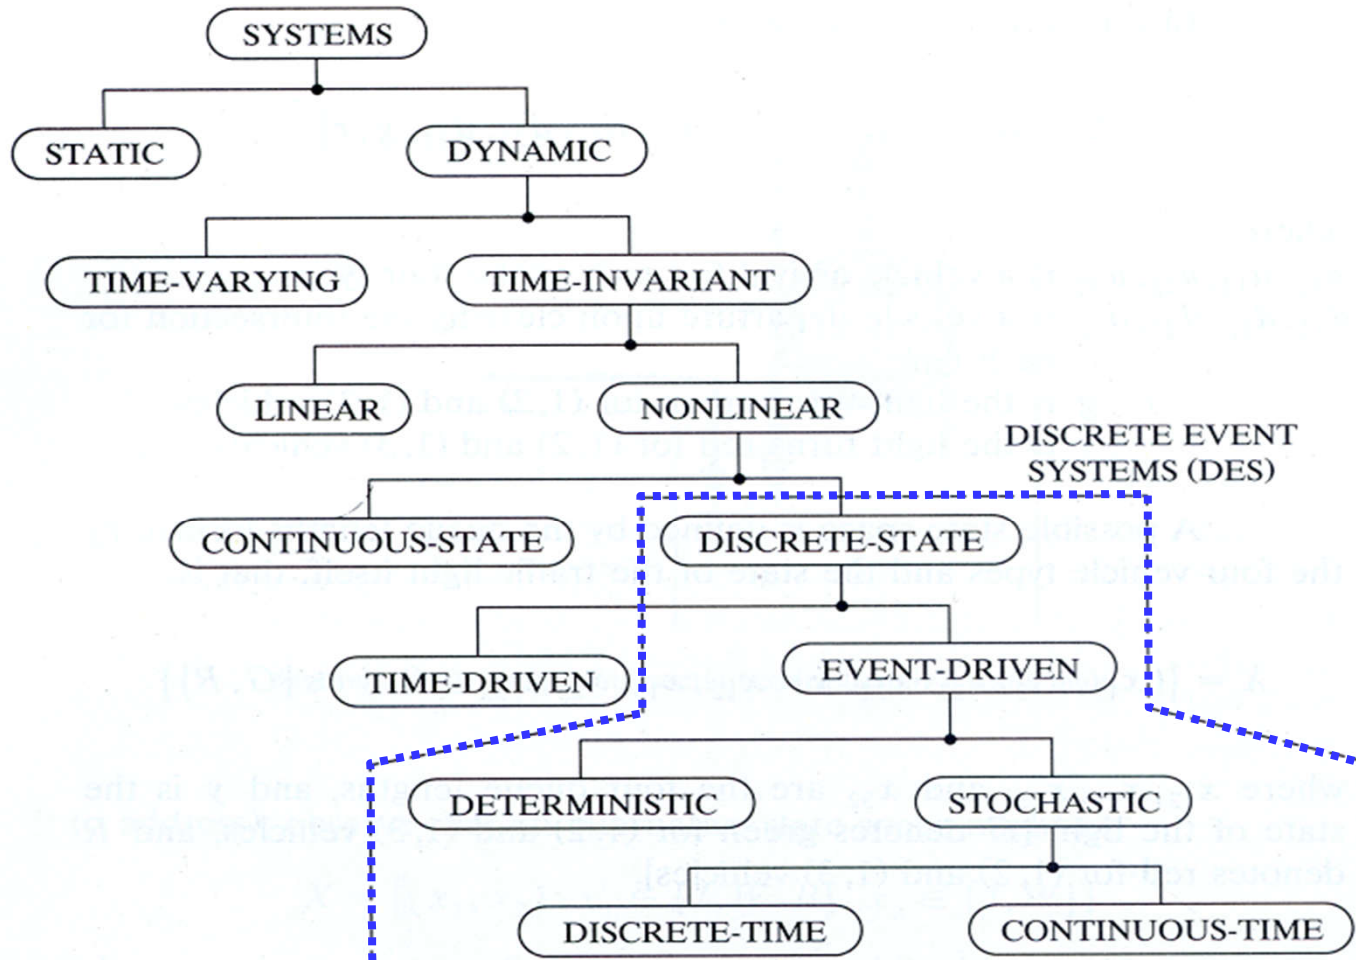 SYSTEMS
STATIC
DYNAMIC
TIME-VARYING
TIME-INVARIANT
LINEAR
NONLINEAR
DISCRETE EVENT
SYSTEMS (DES)
CONTINUOUS-STATE
DISCRETE-STATE
TIME-DRIVEN
EVENT-DRIVEN
DETERMINISTIC
STOCHASTIC
DISCRETE-TIME
CONTINUOUS-TIME